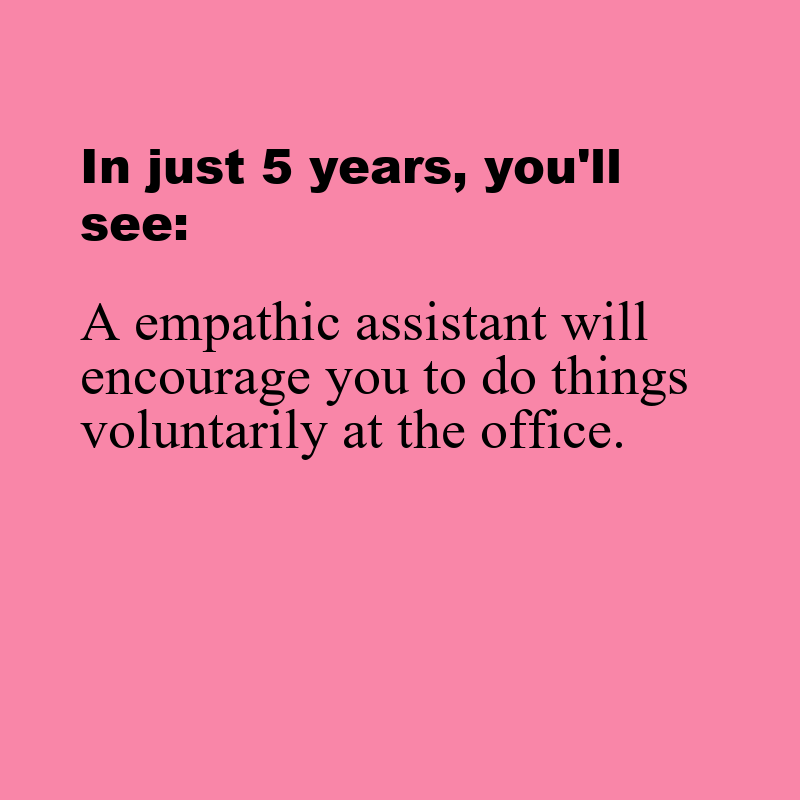 In just 5 years, you'll
see:
A empathic assistant will
encourage you to do things
voluntarily at the office.